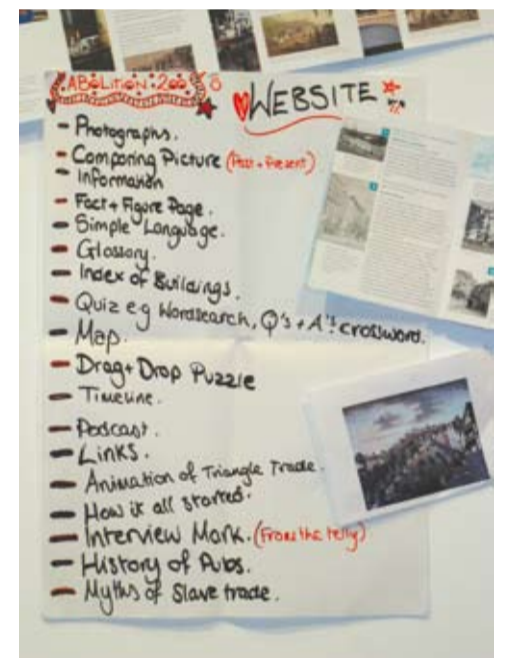 ABOLITION 200
WEBSITE
- Photographs.
- Comparing Picture (Past + Present)
- Information
- Fact + Figure Page.
- Simple Language.
- Glossary.
- Index of Buildings.
- Quiz eg Wordsearch, Q's + A's! crossword.
- Map.
- Drag + Drop Puzzle
- Timeline.
- Podcast.
- Links.
- Animation of Triangle Trade.
- How it all started.
- Interview Mark. (From the telly)
- History of Pubs.
- Myths of Slave trade.